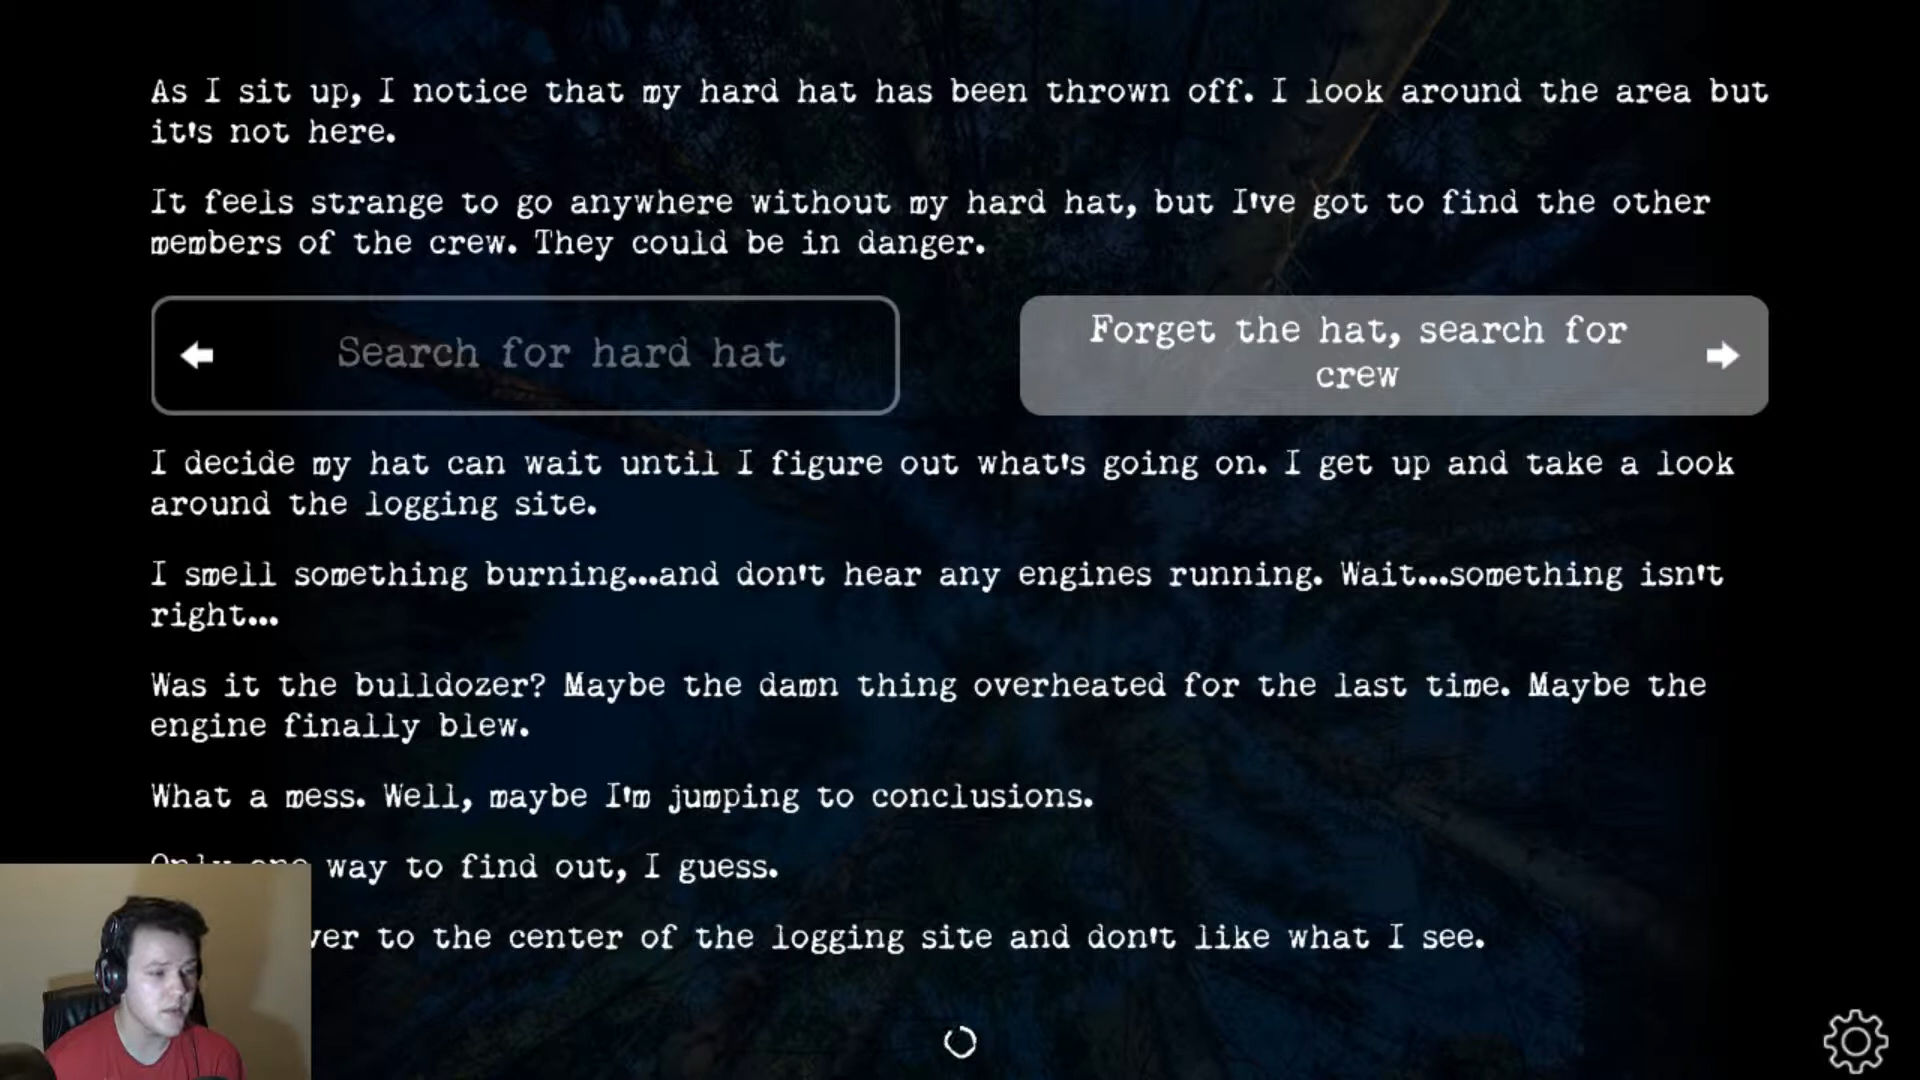 As I sit up, I notice that my hard hat has been thrown off. I look around the area but
it's not here.
It feels strange to go anywhere without my hard hat, but I've got to find the other
members of the crew. They could be in danger.
Search for hard hat
Forget the hat, search for
crew
I decide my hat can wait until I figure out what's going on. I get up and take a look
around the logging site.
I smell something burning...and don't hear any engines running. Wait...something isn't
right...
Was it the bulldozer? Maybe the damn thing overheated for the last time. Maybe the
engine finally blew.
What a mess. Well, maybe I'm jumping to conclusions.
Only one way to find out, I guess.
to the center of the logging site and don't like what I see.